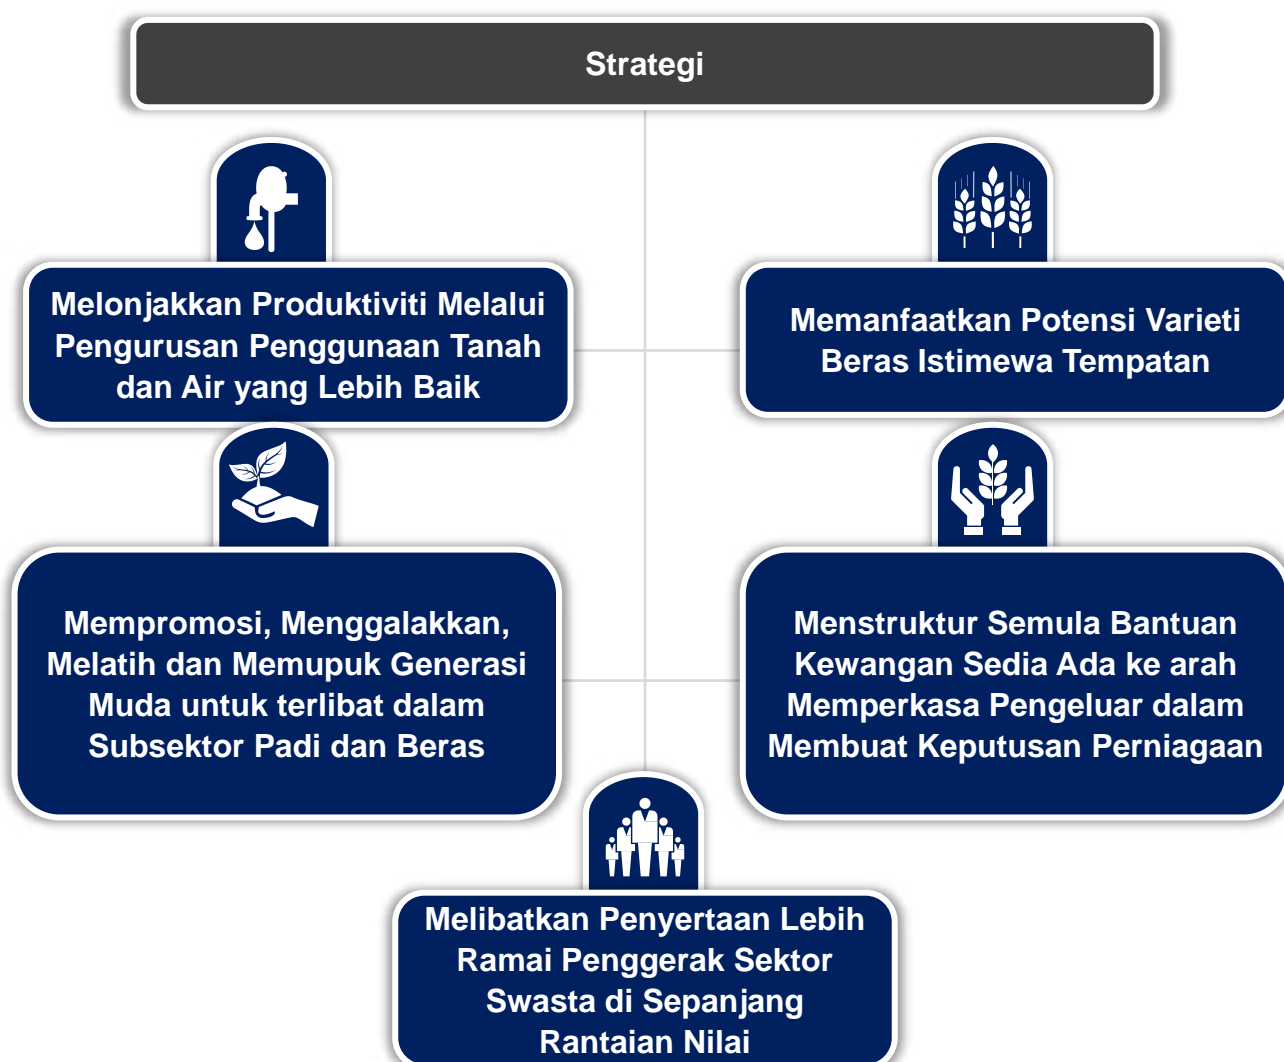 Strategi
Melonjakkan Produktiviti Melalui
Pengurusan Penggunaan Tanah
dan Air yang Lebih Baik
Memanfaatkan Potensi Varieti
Beras Istimewa Tempatan
Mempromosi, Menggalakkan,
Melatih dan Memupuk Generasi
Muda untuk terlibat dalam
Subsektor Padi dan Beras
Menstruktur Semula Bantuan
Kewangan Sedia Ada ke arah
Memperkasa Pengeluar dalam
Membuat Keputusan Perniagaan
Melibatkan Penyertaan Lebih
Ramai Penggerak Sektor
Swasta di Sepanjang
Rantaian Nilai